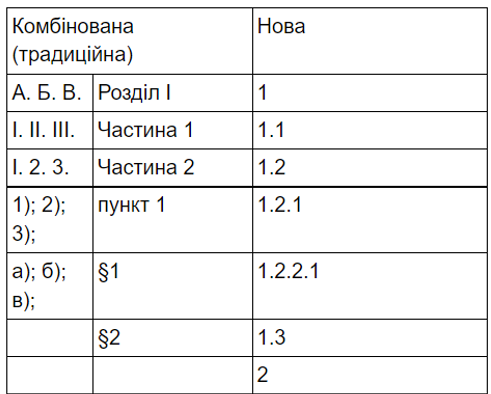 Комбінована Нова
(традиційна)
А. Б. В. Розділ І 1
І. ІІ. ІІІ. Частина 1 1.1
І. 2. 3. Частина 2 1.2
1); 2); пункт 1 1.2.1
3);
а); б); §1 1.2.2.1
в);
§2 1.3
2